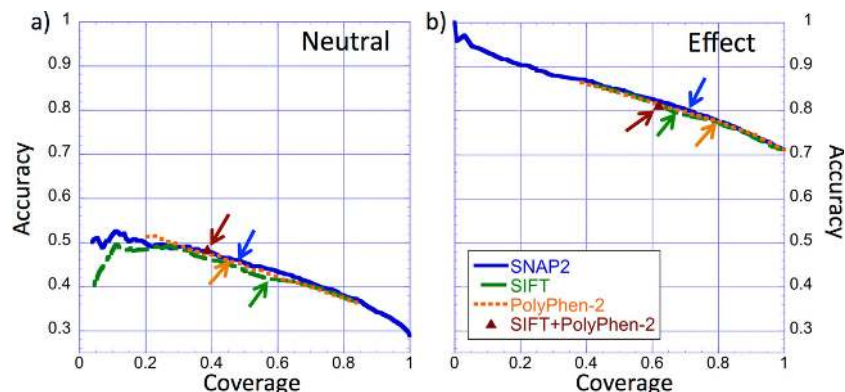 a)
Neutral
Accuracy
1
0.9
0.8
0.7
0.6
0.5
0.4
0.3
0 0.2 0.4 0.6 0.8 1
Coverage
b)
Effect
SNAP2
SIFT
PolyPhen-2
SIFT+PolyPhen-2
0 0.2 0.4 0.6 0.8 1
Coverage
1
0.9
0.8
0.7
0.6
0.5
0.4
0.3
Accuracy